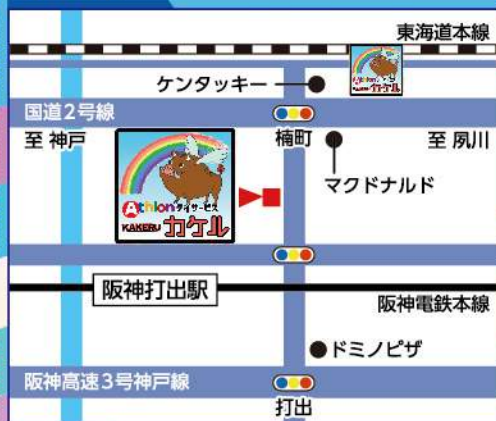 東海道本線
ケンタッキー
国道2号線
至 神戸
楠町
至 夙川
マクドナルド
Athlonデイサービス
KAKERU カケル
阪神打出駅
阪神電鉄本線
ドミノピザ
阪神高速3号神戸線
打出